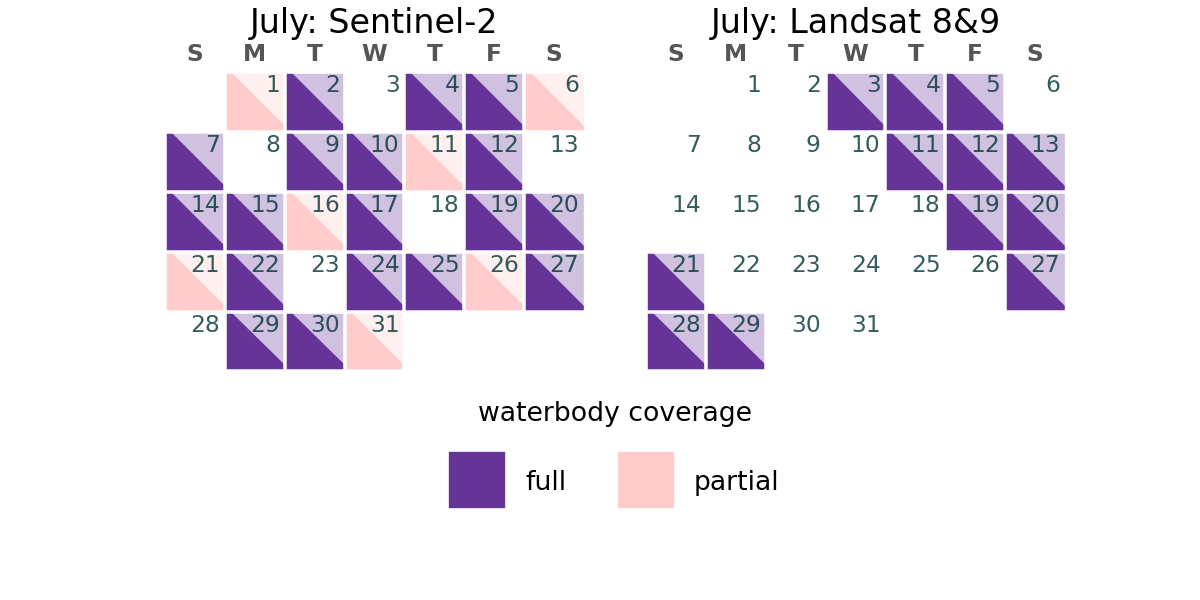 July: Sentinel-2
S M T W T F S
1 2 3 4 5 6
7 8 9 10 11 12 13
14 15 16 17 18 19 20
21 22 23 24 25 26 27
28 29 30 31
July: Landsat 8&9
S M T W T F S
1 2 3 4 5 6
7 8 9 10 11 12 13
14 15 16 17 18 19 20
21 22 23 24 25 26 27
28 29 30 31
waterbody coverage
full partial